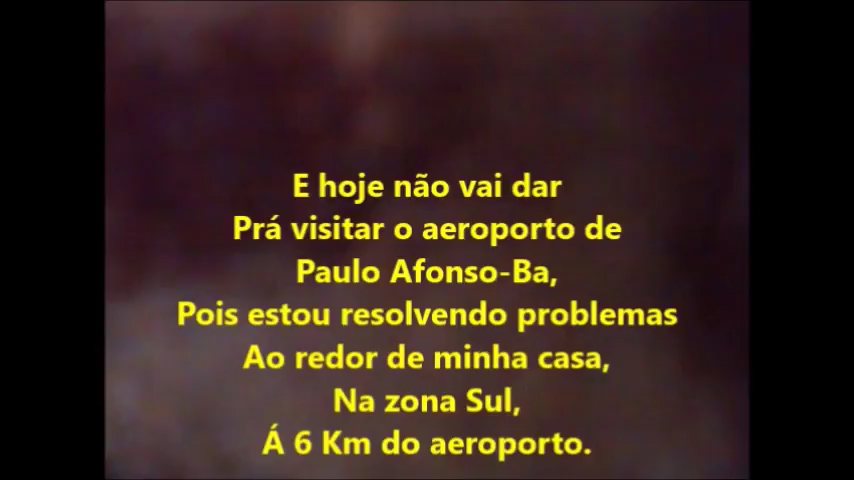 E hoje não vai dar
Prá visitar o aeroporto de
Paulo Afonso-Ba,
Pois estou resolvendo problemas
Ao redor de minha casa,
Na zona Sul,
Á 6 Km do aeroporto.